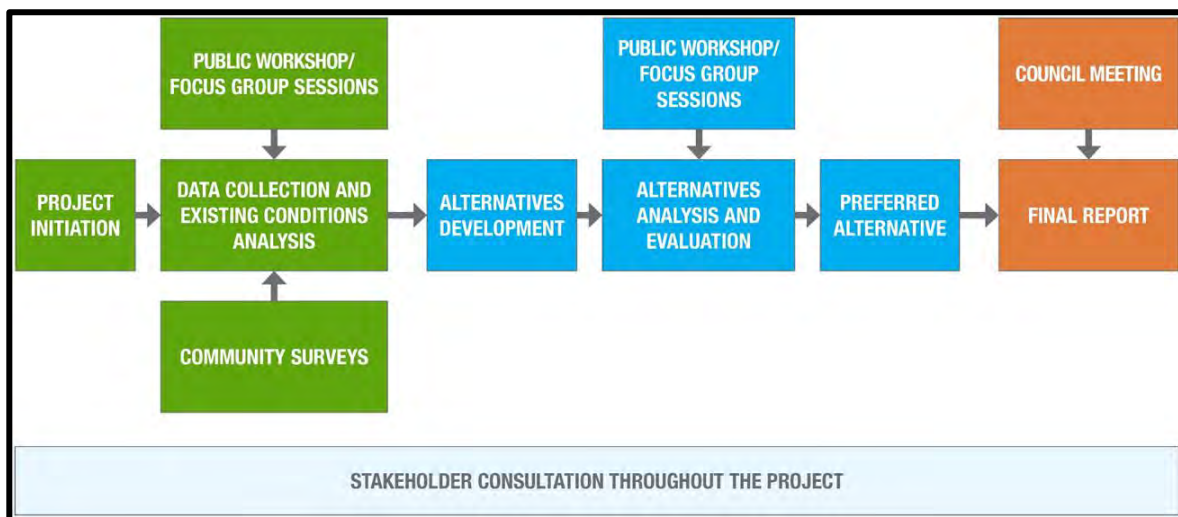 PUBLIC WORKSHOP/
FOCUS GROUP SESSIONS
PUBLIC WORKSHOP/
FOCUS GROUP
SESSIONS
COUNCIL MEETING
PROJECT
INITIATION
DATA COLLECTION AND
EXISTING CONDITIONS
ANALYSIS
ALTERNATIVES
DEVELOPMENT
ALTERNATIVES
ANALYSIS AND
EVALUATION
PREFERRED
ALTERNATIVE
FINAL REPORT
COMMUNITY SURVEYS
STAKEHOLDER CONSULTATION THROUGHOUT THE PROJECT